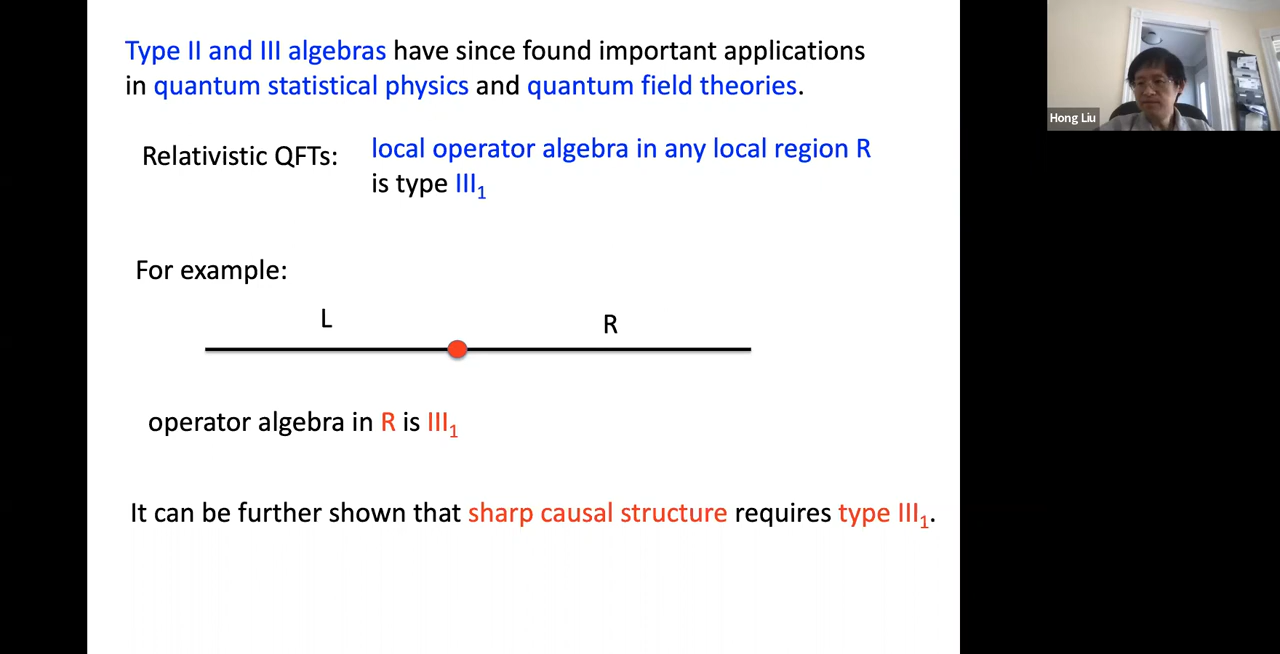 Type II and III algebras have since found important applications
in quantum statistical physics and quantum field theories.
Relativistic QFTs: local operator algebra in any local region R
is type III₁
For example:
L R
operator algebra in R is III₁
It can be further shown that sharp causal structure requires type III₁.
Hong Liu